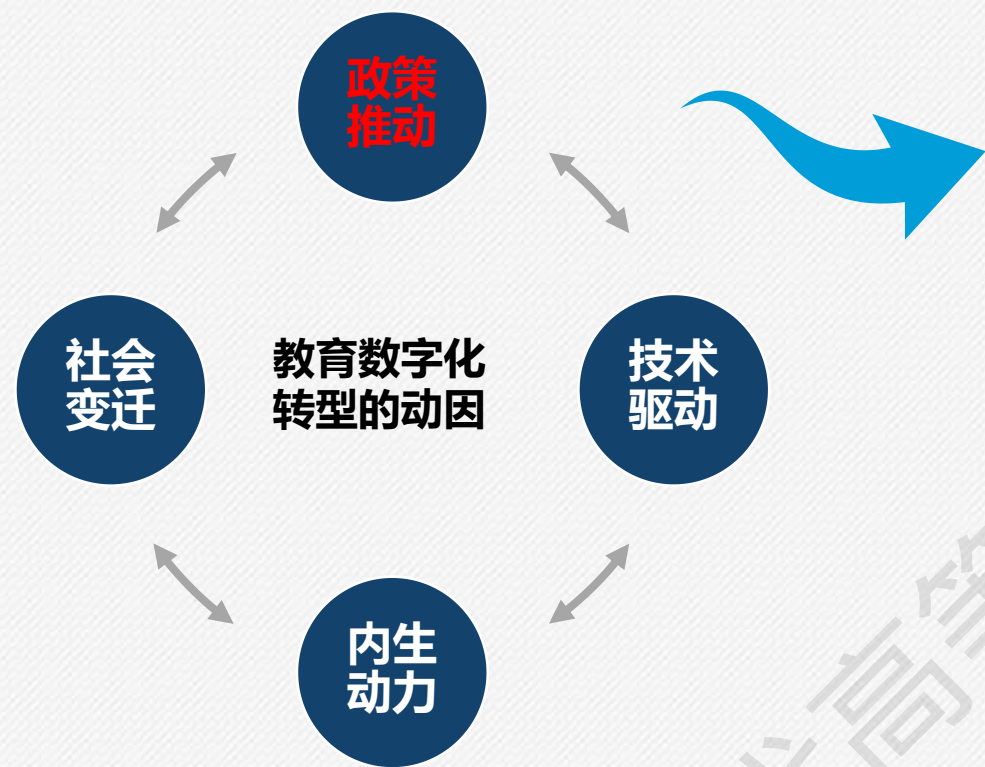 政策
推动
社会
变迁
教育数字化
转型的动因
技术
驱动
内生
动力